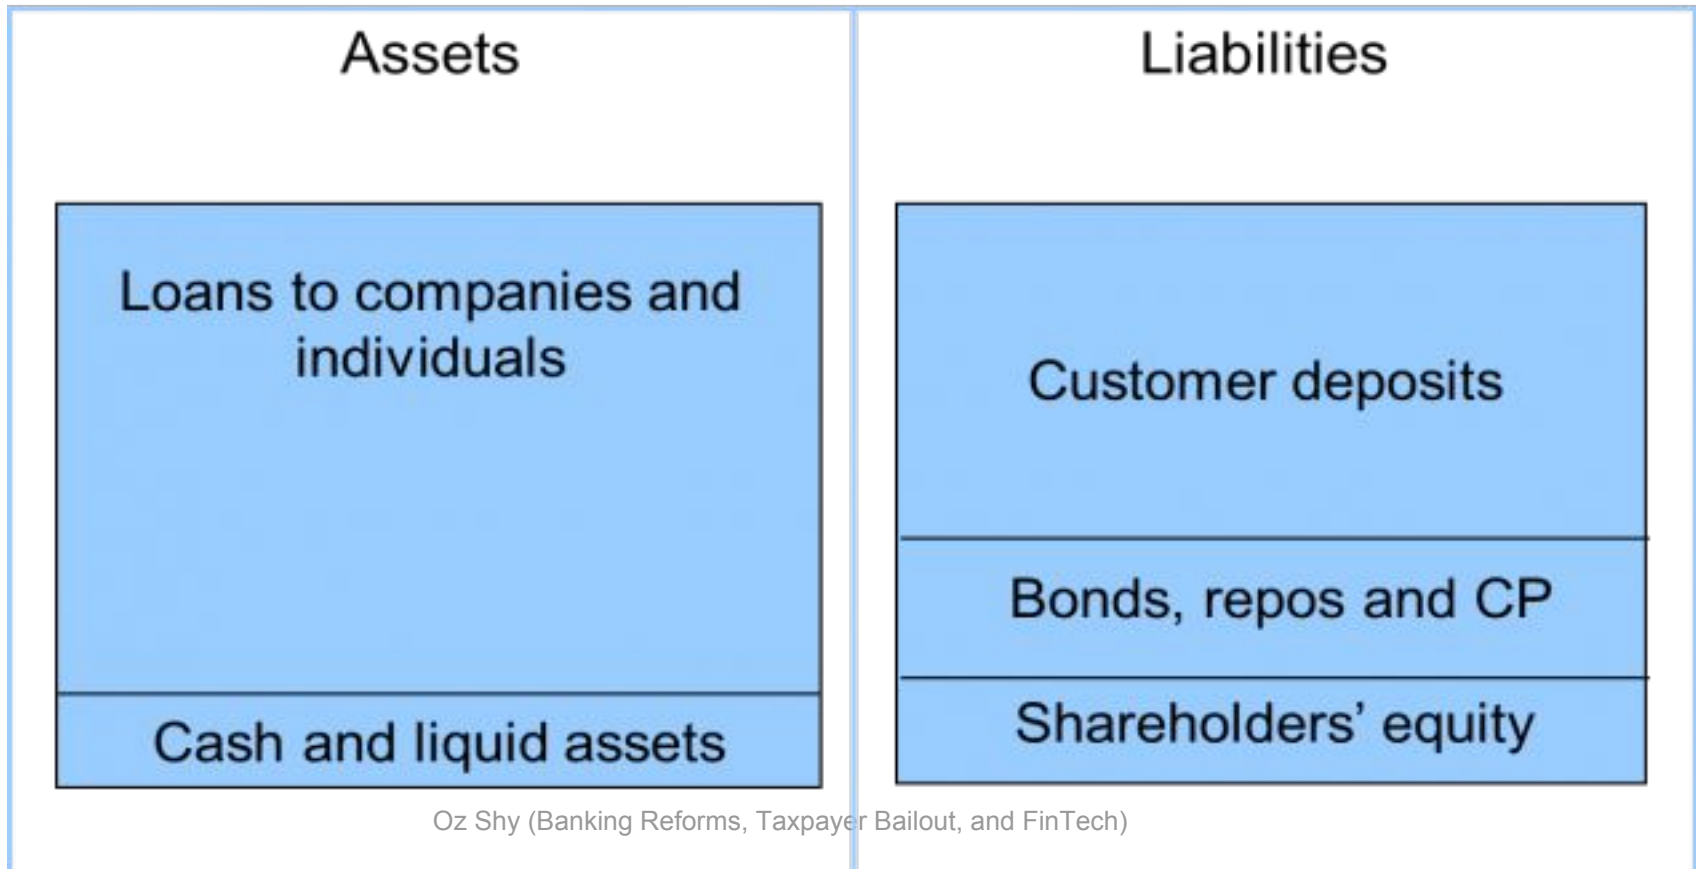 Assets
Loans to companies and
individuals
Cash and liquid assets
Liabilities
Customer deposits
Bonds, repos and CP
Shareholders’ equity
Oz Shy (Banking Reforms, Taxpayer Bailout, and FinTech)